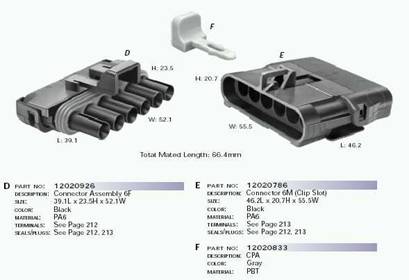 F
D
E
H: 23.5
H: 20.7
W: 52.1
W: 55.5
L: 39.1
L: 46.2
Total Mated Length: 66.4mm
D PART NO: 12020926
DESCRIPTION: Connector Assembly 6F
SIZE: 39.1L x 23.5H x 52.1W
COLOR: Black
MATERIAL: PA6
TERMINALS: See Page 212
SEALS/PLUGS: See Page 212, 213
E PART NO: 12020786
DESCRIPTION: Connector 6M (Clip Slot)
SIZE: 46.2L x 20.7H x 55.5W
COLOR: Black
MATERIAL: PA6
TERMINALS: See Page 213
SEALS/PLUGS: See Page 212, 213
F PART NO: 12020833
DESCRIPTION: CPA
COLOR: Gray
MATERIAL: PBT